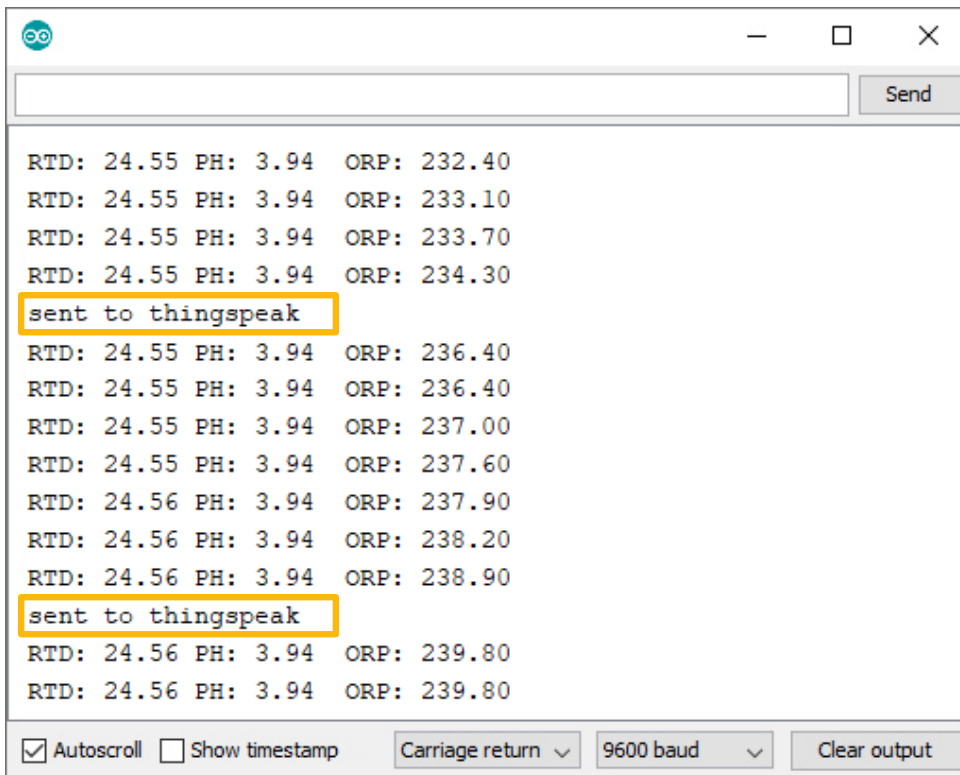 Send
RTD: 24.55 PH: 3.94 ORP: 232.40
RTD: 24.55 PH: 3.94 ORP: 233.10
RTD: 24.55 PH: 3.94 ORP: 233.70
RTD: 24.55 PH: 3.94 ORP: 234.30
sent to thingspeak
RTD: 24.55 PH: 3.94 ORP: 236.40
RTD: 24.55 PH: 3.94 ORP: 236.40
RTD: 24.55 PH: 3.94 ORP: 237.00
RTD: 24.55 PH: 3.94 ORP: 237.60
RTD: 24.56 PH: 3.94 ORP: 237.90
RTD: 24.56 PH: 3.94 ORP: 238.20
RTD: 24.56 PH: 3.94 ORP: 238.90
sent to thingspeak
RTD: 24.56 PH: 3.94 ORP: 239.80
RTD: 24.56 PH: 3.94 ORP: 239.80
Autoscroll Show timestamp Carriage return 9600 baud Clear output